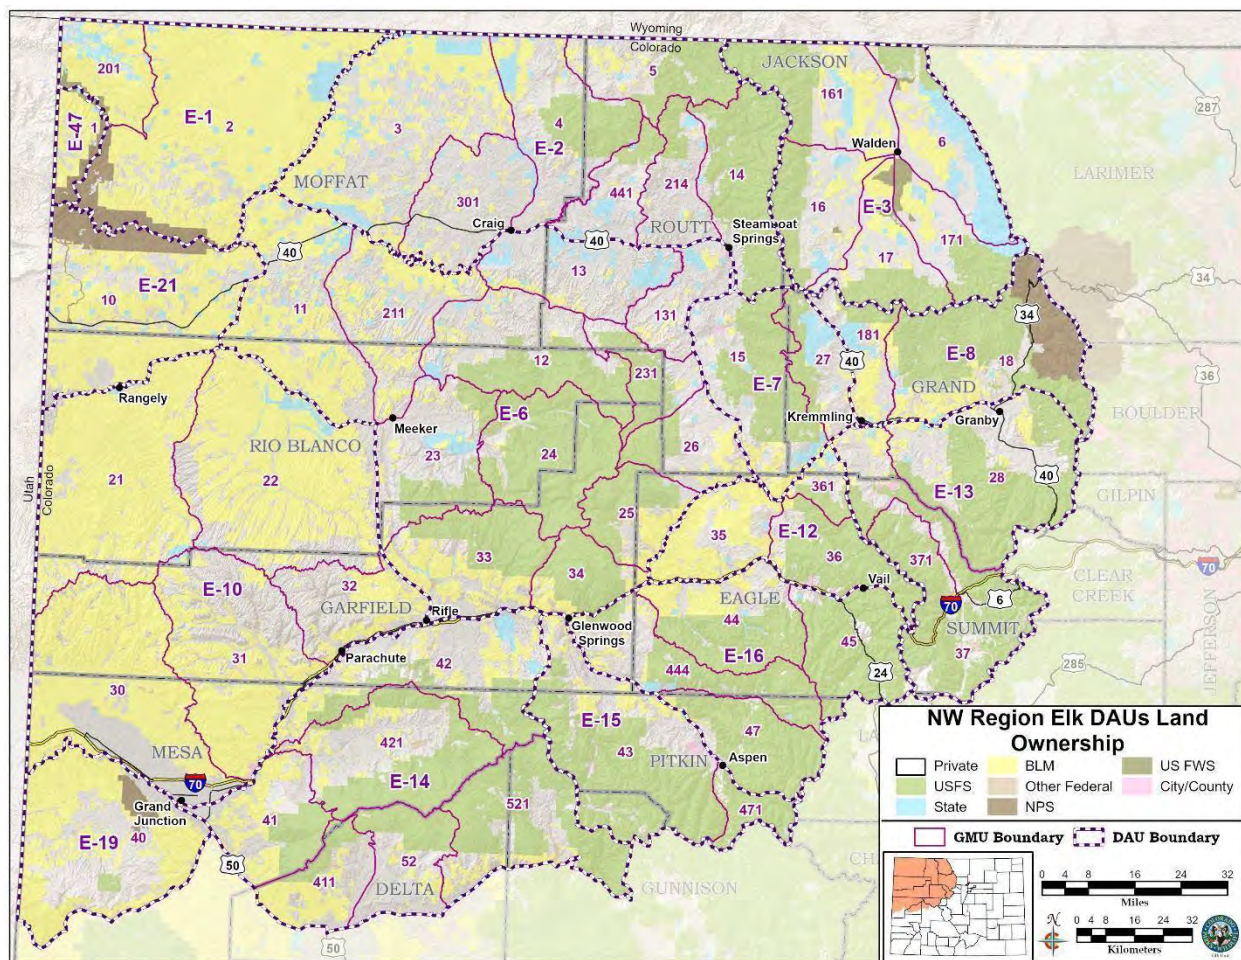 Wyoming
Colorado
JACKSON
5
201
161
287
E-47
1
E-1
2
3
4
E-2
6
Walden
LARIMER
MOFFAT
441
214
14
301
16
E-3
Craig
ROUTT
Steamboat
Springs
171
40
40
13
17
34
10
E-21
11
211
131
34
12
231
15
27
40
181
E-8
18
E-7
GRAND
36
Rangely
E-6
Kremmling
Granby
BOULDER
Meeker
RIO BLANCO
23
24
26
40
21
22
361
E-13
28
GILPIN
Utah
Colorado
25
35
E-12
33
36
371
34
32
Vail
70
E-10
EAGLE
CLEAR
CREEK
GARFIELD
Rifle
70
6
Glenwood
Springs
44
SUMMIT
JEFFERSON
31
Parachute
42
E-16
45
37
285
444
24
30
E-15
MESA
421
43
47
PITKIN
Aspen
70
E-14
Grand
Junction
41
521
471
E-19
40
50
52
411
DELTA
GUNNISON
50
NW Region Elk DAUs Land
Ownership
Private
BLM
US FWS
USFS
Other Federal
City/County
State
NPS
GMU Boundary
DAU Boundary
0 4 8 16 24 32
Miles
N
0 4 8 16 24 32
Kilometers